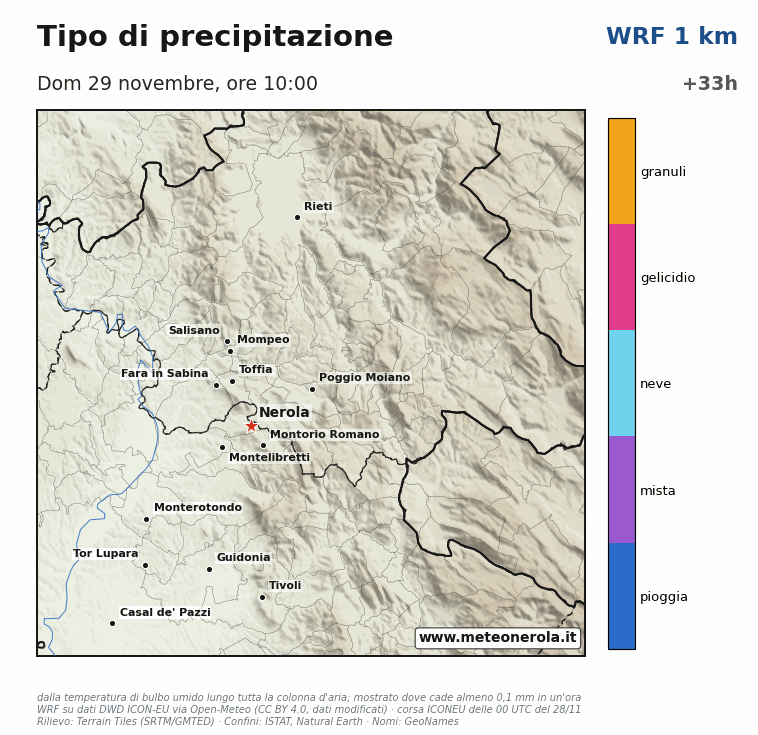 Tipo di precipitazione
WRF 1 km
Dom 29 novembre, ore 10:00
+33h
granuli
gelicidio
neve
mista
pioggia
Rieti
Salisano
Mompeo
Fara in Sabina
Toffia
Poggio Moiano
Nerola
Montorio Romano
Montelibretti
Monterotondo
Tor Lupara
Guidonia
Tivoli
Casal de' Pazzi
www.meteonerola.it
dalla temperatura di bulbo umido lungo tutta la colonna d'aria; mostrato dove cade almeno 0,1 mm in un'ora
WRF su dati DWD ICON-EU via Open-Meteo (CC BY 4.0, dati modificati) · corsa ICONEU delle 00 UTC del 28/11
Rilievo: Terrain Tiles (SRTM/GMTED) · Confini: ISTAT, Natural Earth · Nomi: GeoNames